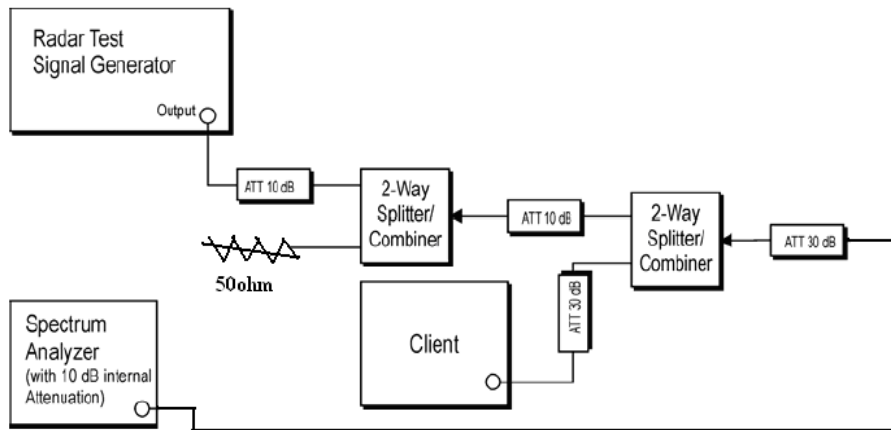 Radar Test
Signal Generator
Output
ATT 10 dB
2-Way
Splitter/
Combiner
ATT 10 dB
2-Way
Splitter/
Combiner
ATT 30 dB
50ohm
ATT 30 dB
Spectrum
Analyzer
(with 10 dB internal
Attenuation)
Client